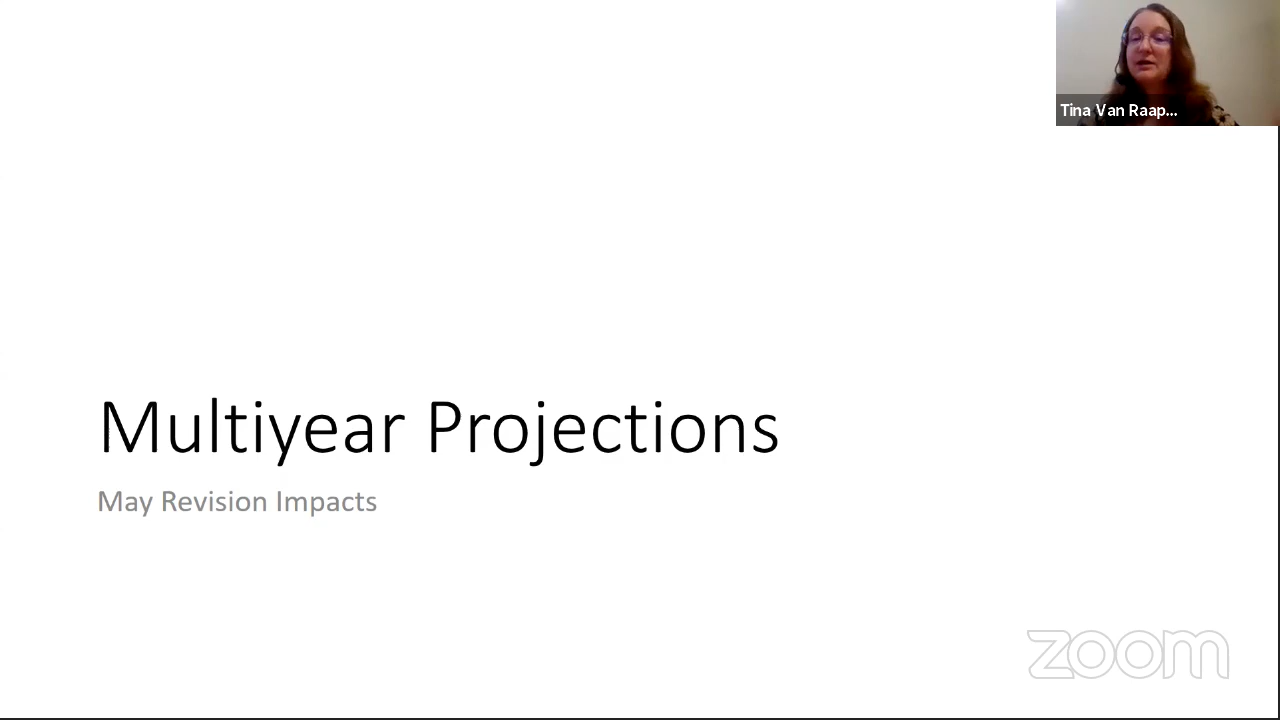 Tina Van Raap...
Multiyear Projections
May Revision Impacts
zoom